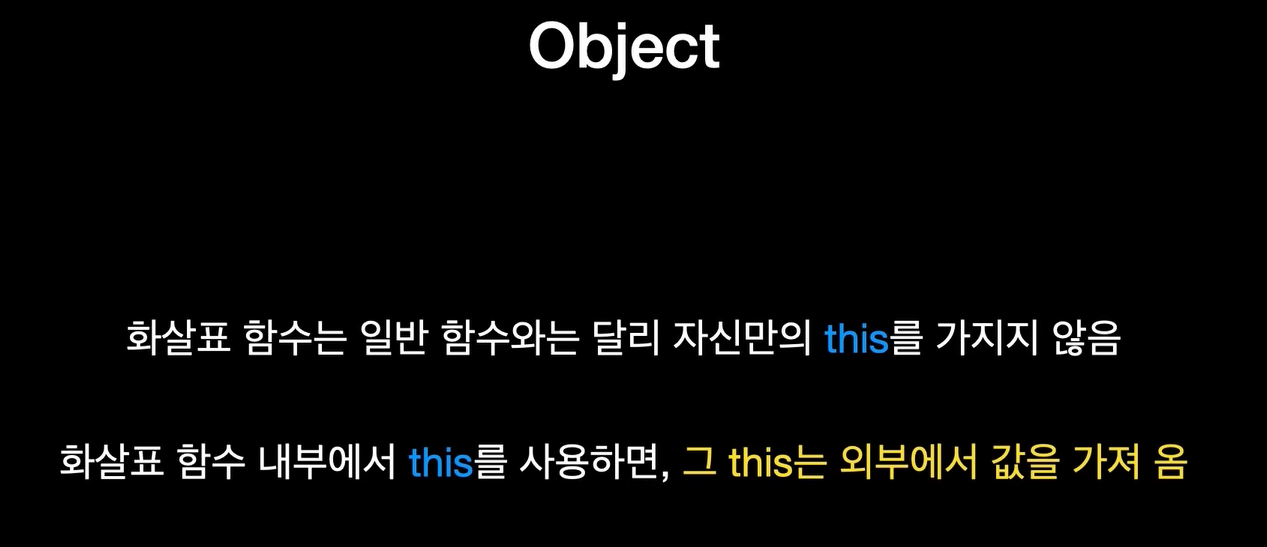 Object
화살표 함수는 일반 함수와는 달리 자신만의 this를 가지지 않음
화살표 함수 내부에서 this를 사용하면, 그 this는 외부에서 값을 가져 옴